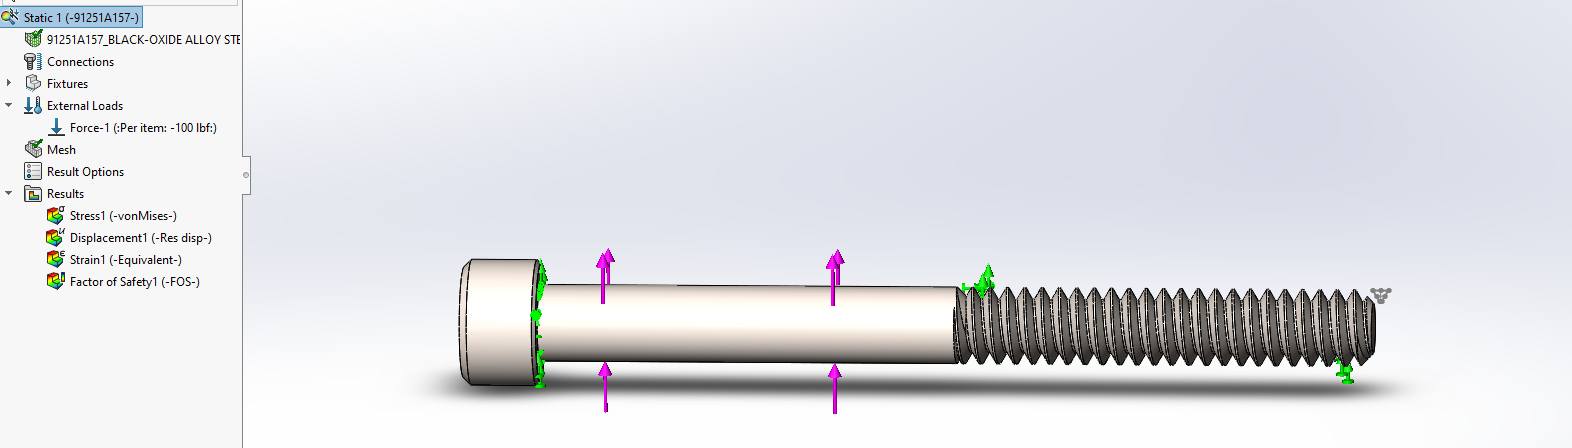 Static 1 (-91251A157-)
91251A157_BLACK-OXIDE ALLOY STE
Connections
Fixtures
External Loads
Force-1 (:Per item: -100 lbf:)
Mesh
Result Options
Results
Stress1 (-vonMises-)
Displacement1 (-Res disp-)
Strain1 (-Equivalent-)
Factor of Safety1 (-FOS-)